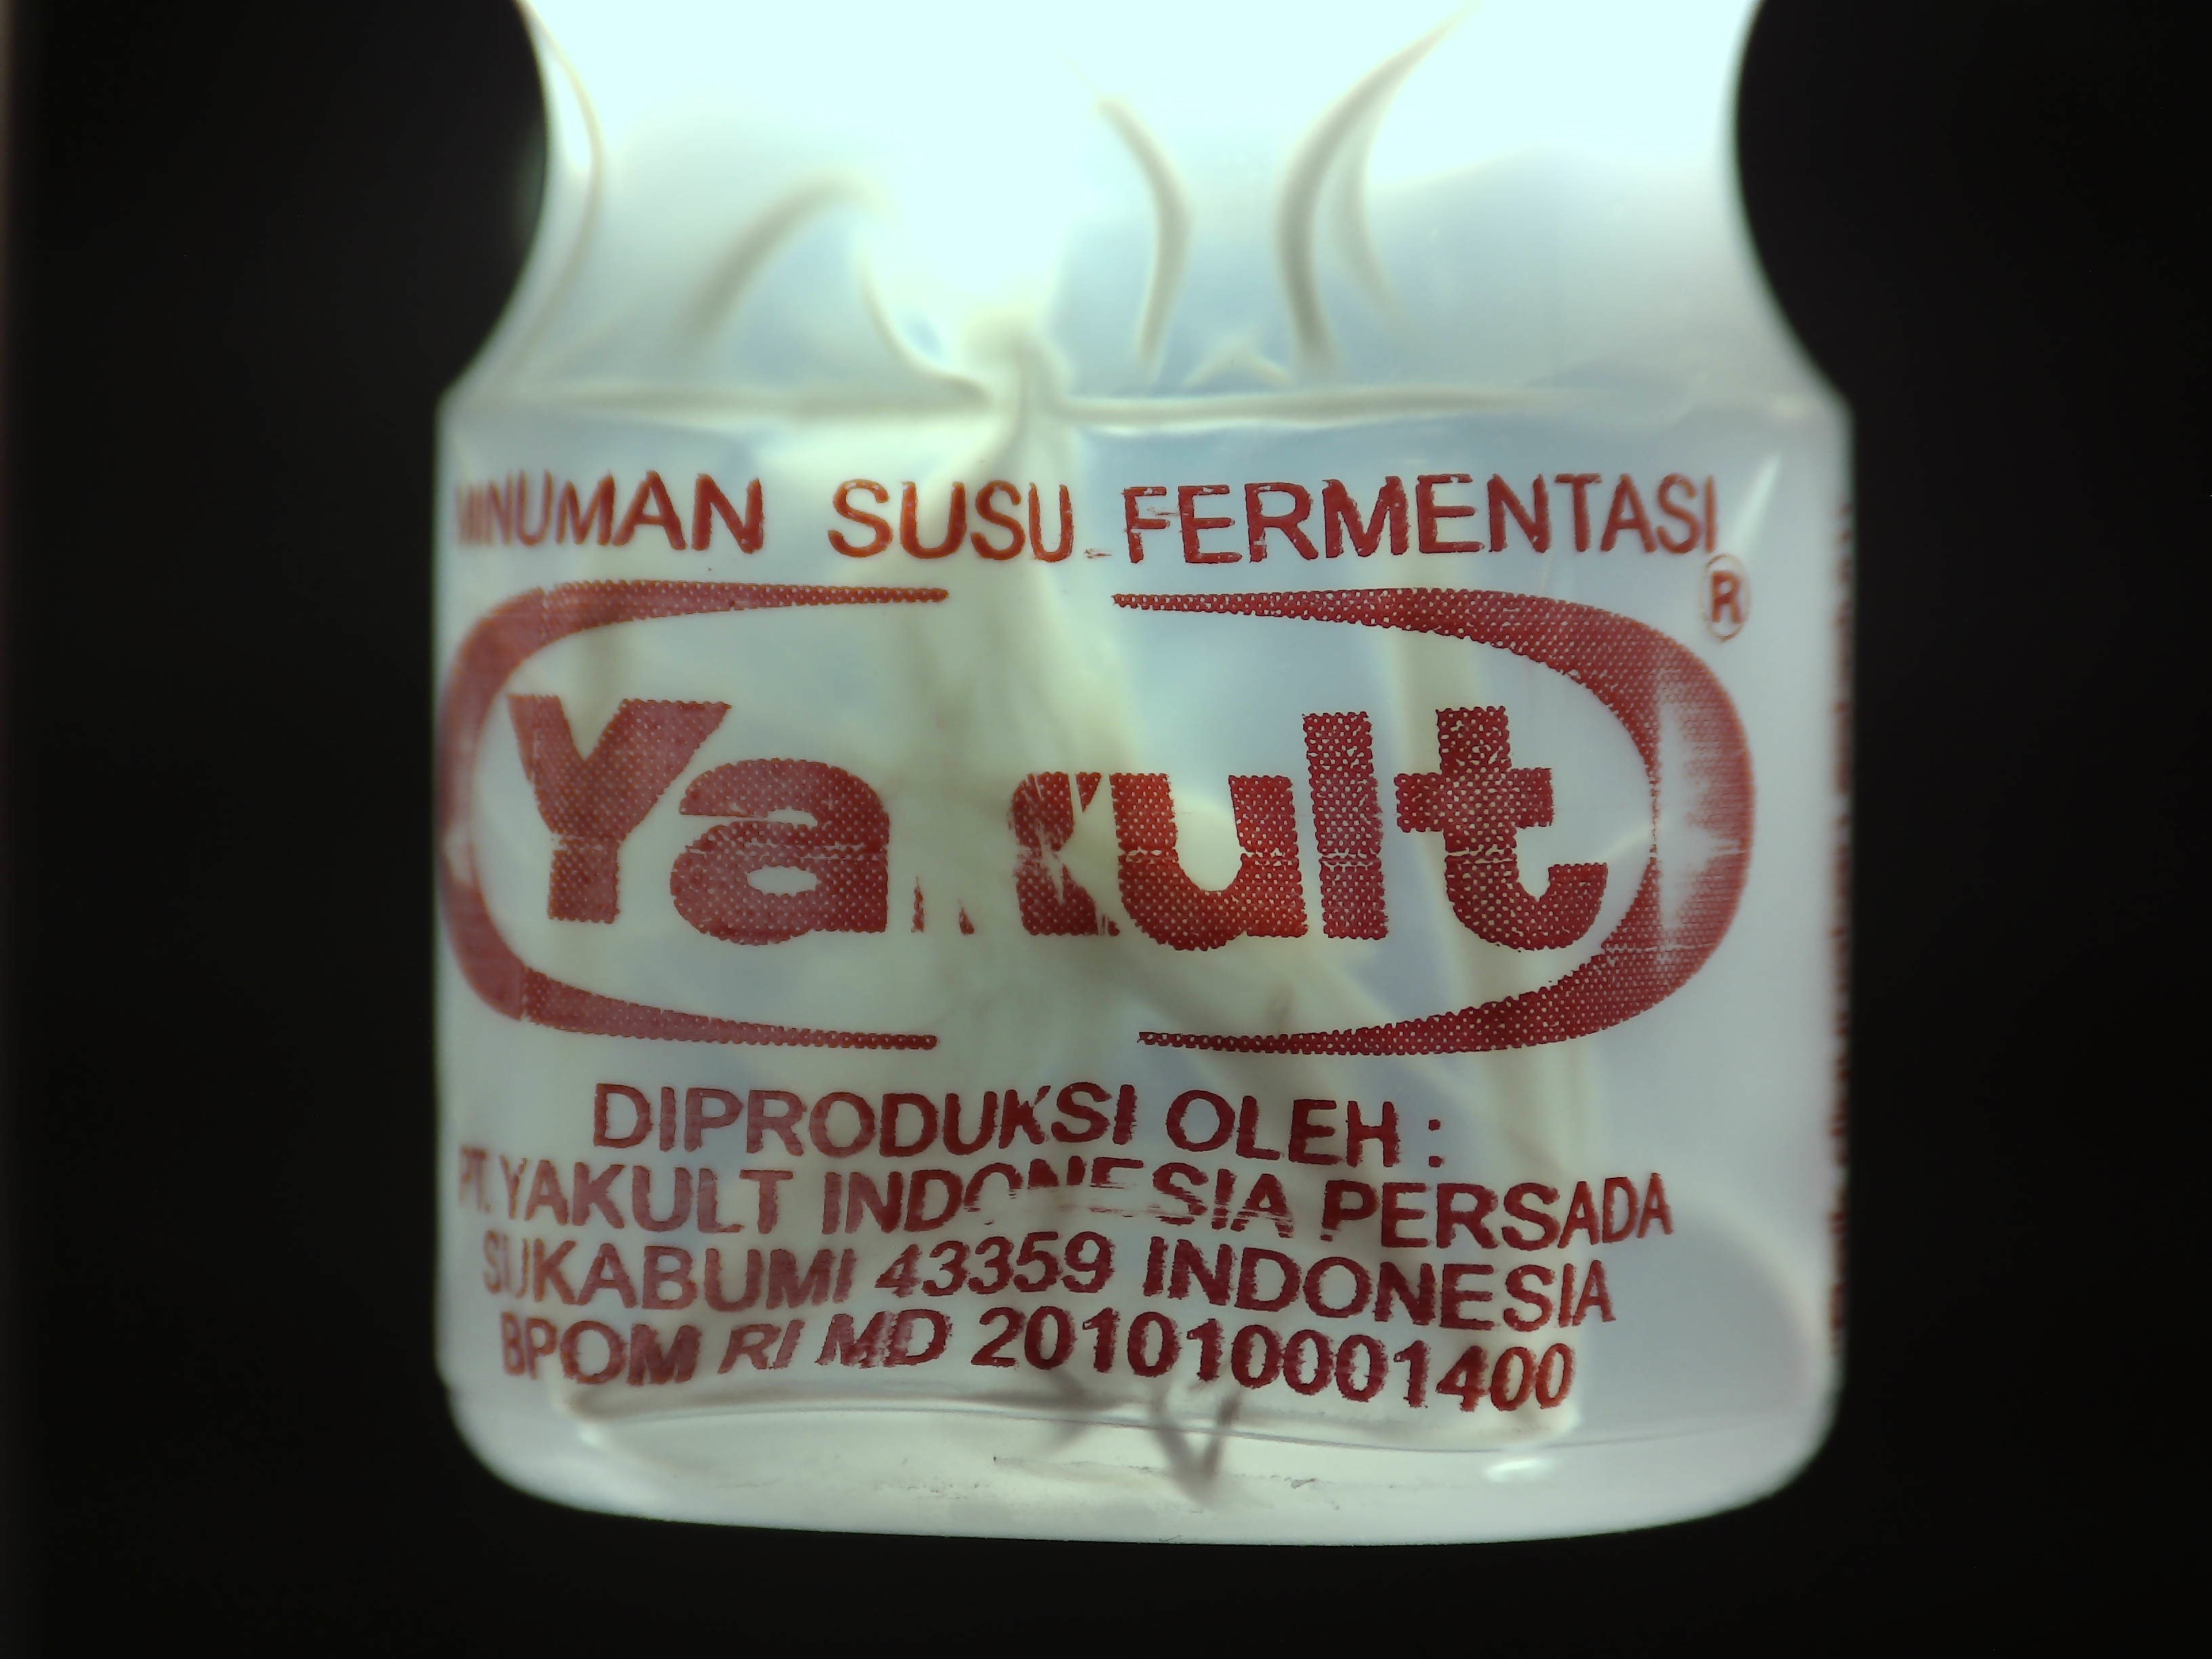 MINUMAN SUSU FERMENTASI
®
Yakult
DIPRODUKSI OLEH :
PT. YAKULT INDONESIA PERSADA
SUKABUMI 43359 INDONESIA
BPOM RI MD 201010001400